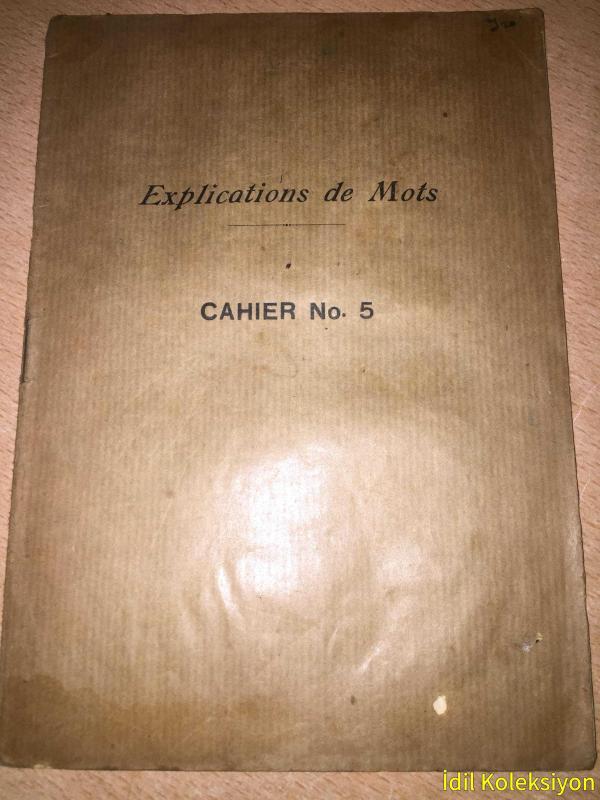 Explications de Mots
CAHIER No. 5
İdil Koleksiyon